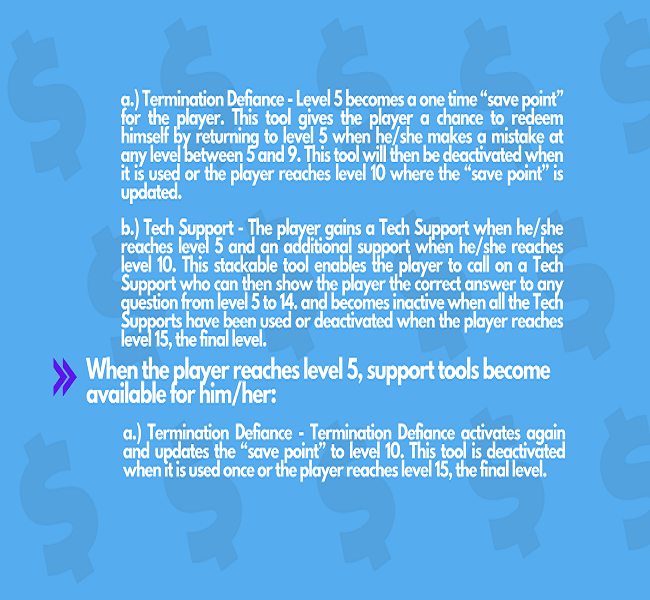 a.) Termination Defiance - Level 5 becomes a one time “save point”
for the player. This tool gives the player a chance to redeem
himself by returning to level 5 when he/she makes a mistake at
any level between 5 and 9. This tool will then be deactivated when
it is used or the player reaches level 10 where the “save point” is
updated.
b.) Tech Support - The player gains a Tech Support when he/she
reaches level 5 and an additional support when he/she reaches
level 10. This stackable tool enables the player to call on a Tech
Support who can then show the player the correct answer to any
question from level 5 to 14. and becomes inactive when all the Tech
Supports have been used or deactivated when the player reaches
level 15, the final level.
When the player reaches level 5, support tools become
available for him/her:
a.) Termination Defiance - Termination Defiance activates again
and updates the “save point” to level 10. This tool is deactivated
when it is used once or the player reaches level 15, the final level.